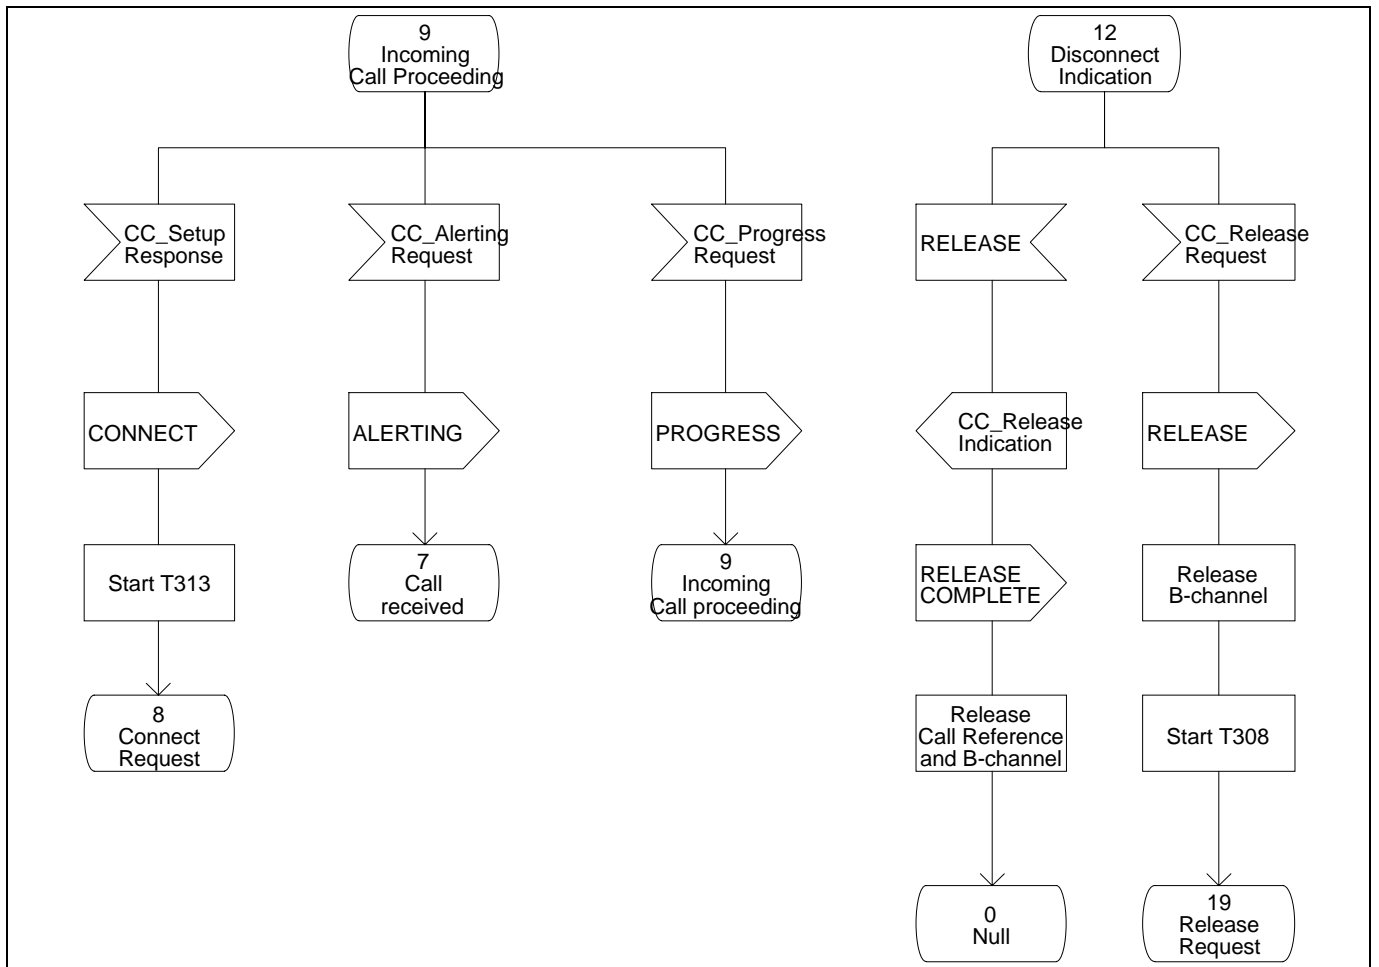 9
Incoming
Call Proceeding
12
Disconnect
Indication
CC_Setup
Response
CC_Alerting
Request
CC_Progress
Request
RELEASE
CC_Release
Request
CONNECT
ALERTING
PROGRESS
CC_Release
Indication
RELEASE
Start T313
7
Call
received
9
Incoming
Call proceeding
RELEASE
COMPLETE
Release
B-channel
8
Connect
Request
Release
Call Reference
and B-channel
Start T308
0
Null
19
Release
Request